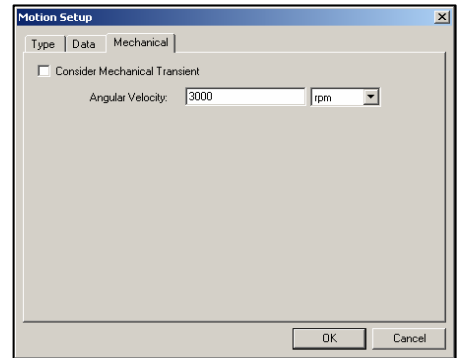 Motion Setup
Type Data Mechanical
Consider Mechanical Transient
Angular Velocity: 3000 rpm
OK Cancel